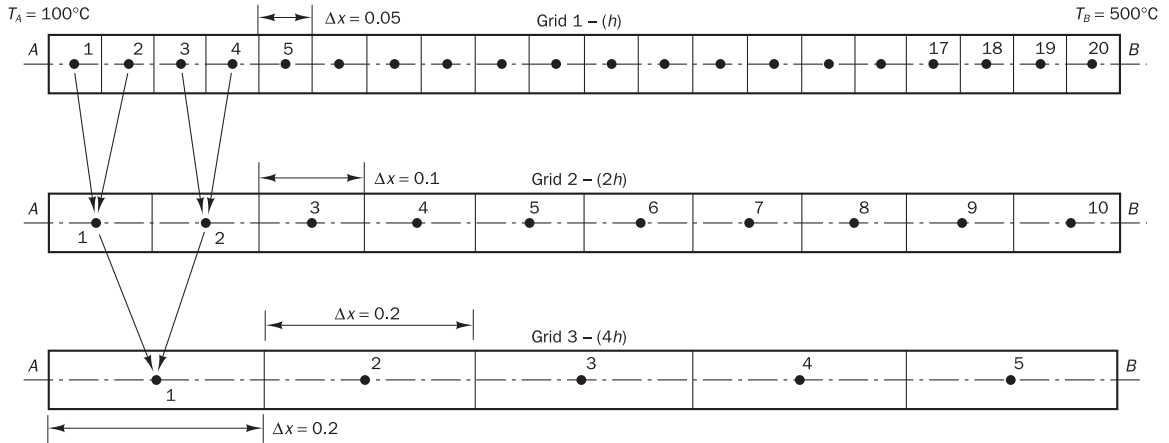 T_A = 100°C
Δx = 0.05
Grid 1 – (h)
T_B = 500°C
A 1 2 3 4 5 17 18 19 20 B
Δx = 0.1
Grid 2 – (2h)
A 3 4 5 6 7 8 9 10 B
1 2
Δx = 0.2
Grid 3 – (4h)
A 2 3 4 5 B
1
Δx = 0.2